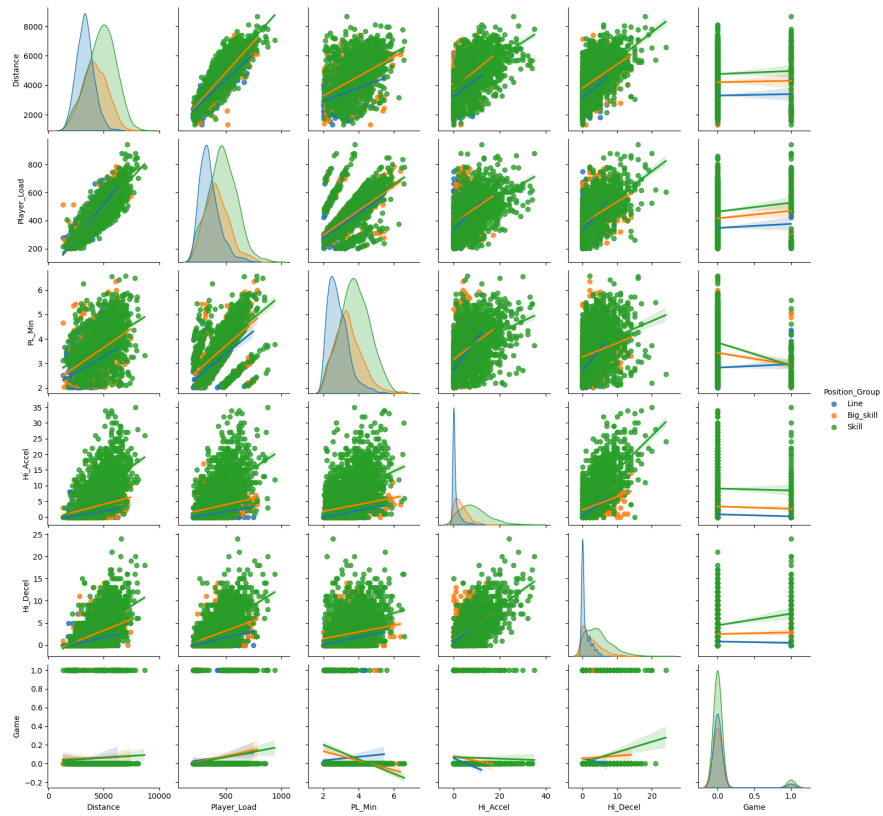 8000
6000
4000
2000
Distance
800
600
400
200
Player_Load
6
5
4
3
2
PL_Min
35
30
25
20
15
10
5
0
Hi_Accel
25
20
15
10
5
0
Hi_Decel
1.0
0.8
0.6
0.4
0.2
0.0
−0.2
Game
0 5000 10000
Distance
500 1000
Player_Load
2 4 6
PL_Min
0 20 40
Hi_Accel
0 10 20
Hi_Decel
0.0 0.5 1.0
Game
Position_Group
Line
Big_skill
Skill